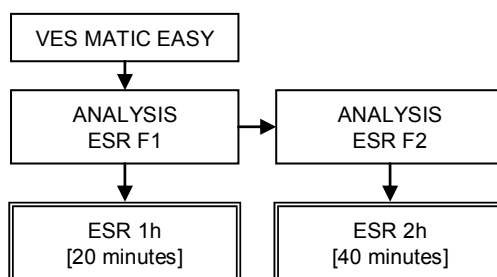 VES MATIC EASY
ANALYSIS
ESR F1
ANALYSIS
ESR F2
ESR 1h
[20 minutes]
ESR 2h
[40 minutes]